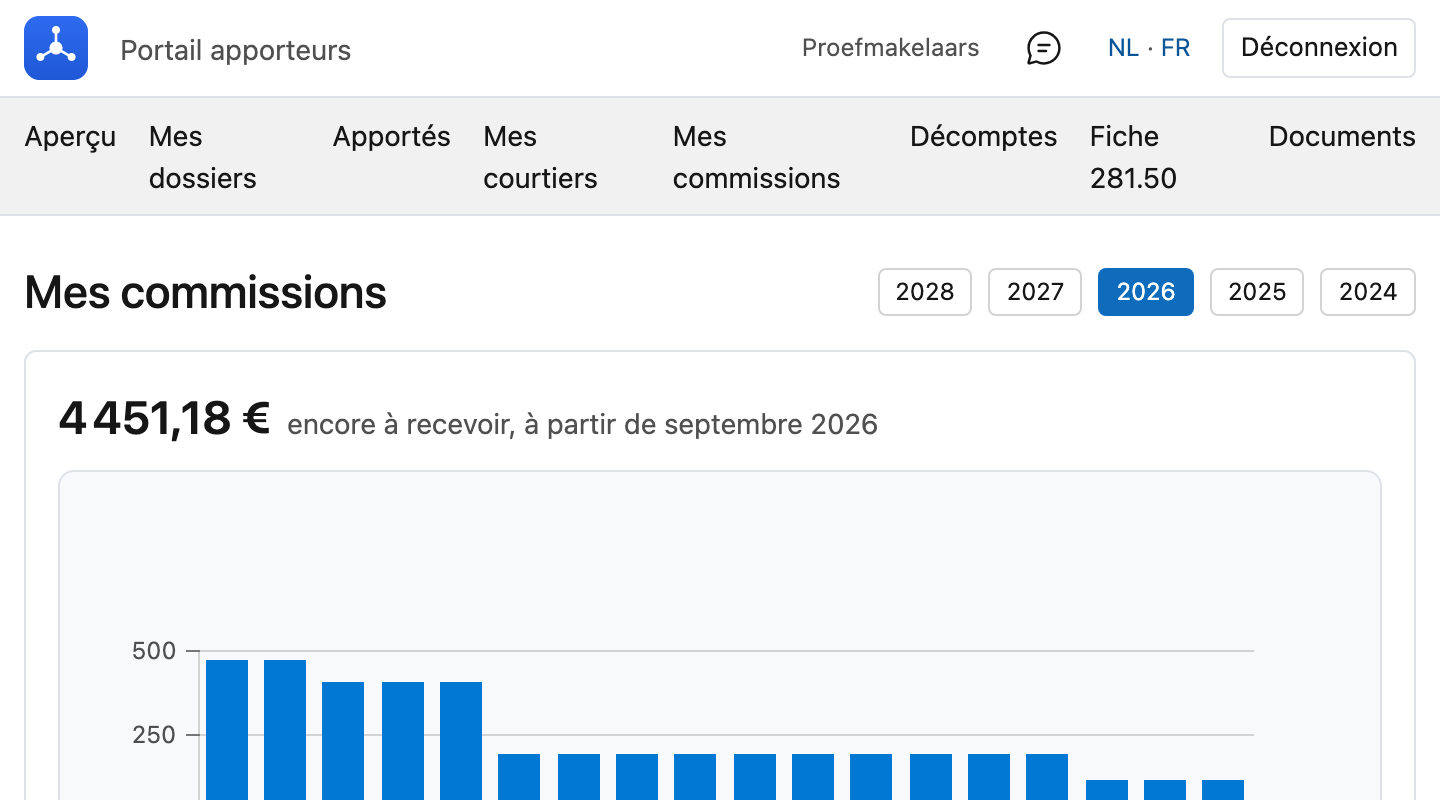 Portail apporteurs
Proefmakelaars
NL · FR
Déconnexion
Aperçu
Mes dossiers
Apportés
Mes courtiers
Mes commissions
Décomptes
Fiche 281.50
Documents
Mes commissions
2028
2027
2026
2025
2024
4 451,18 € encore à recevoir, à partir de septembre 2026
500
250